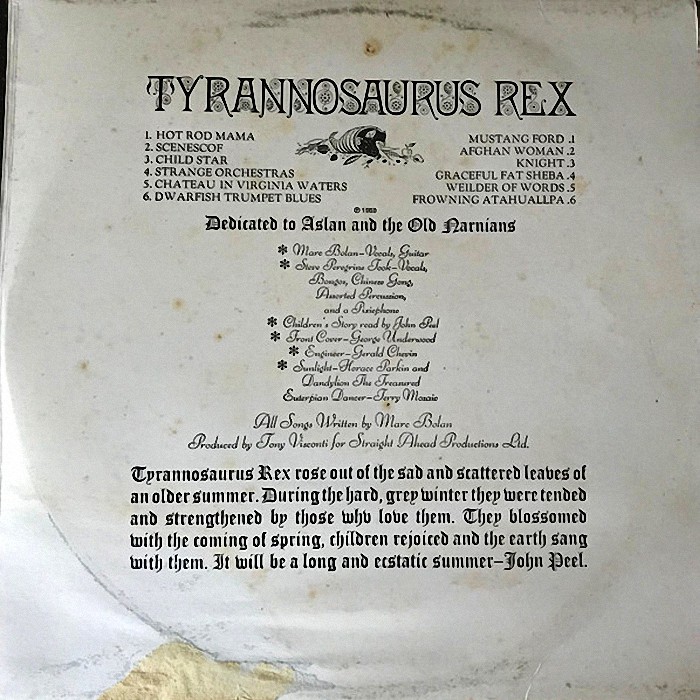 TYRANNOSAURUS REX
1. HOT ROD MAMA
2. SCENESCOF
3. CHILD STAR
4. STRANGE ORCHESTRAS
5. CHATEAU IN VIRGINIA WATERS
6. DWARFISH TRUMPET BLUES
MUSTANG FORD .1
AFGHAN WOMAN .2
KNIGHT .3
GRACEFUL FAT SHEBA .4
WEILDER OF WORDS .5
FROWNING ATAHUALLPA .6
℗ 1968
Dedicated to Aslan and the Old Narnians
✻ Marc Bolan–Vocals, Guitar
✻ Steve Peregrine Took–Vocals,
Bongos, Chinese Gong,
Assorted Percussion,
and a Pixiephone
✻ Children's Story read by John Peel
✻ Front Cover–George Underwood
✻ Engineer–Gerald Chevin
✻ Sunlight–Horace Parkin and
Dandylion The Treasured
Euterpian Dancer–Terry Mosaic
All Songs Written by Marc Bolan
Produced by Tony Visconti for Straight Ahead Productions Ltd.
Tyrannosaurus Rex rose out of the sad and scattered leaves of
an older summer. During the hard, grey winter they were tended
and strengthened by those who love them. They blossomed
with the coming of spring, children rejoiced and the earth sang
with them. It will be a long and ecstatic summer–John Peel.